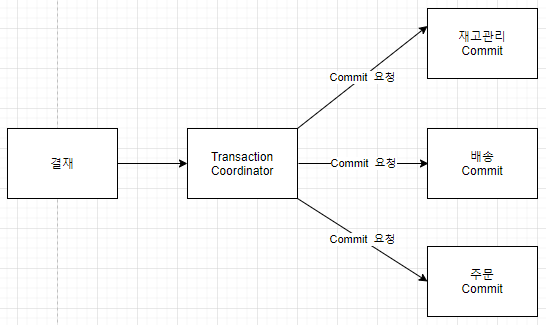 재고관리
Commit
Commit 요청
결재
Transaction
Coordinator
Commit 요청
배송
Commit
Commit 요청
주문
Commit